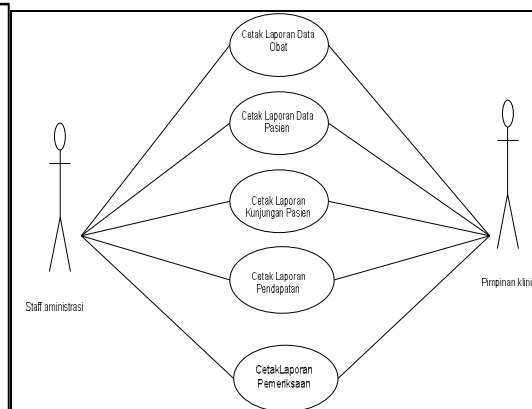 Cetak Laporan Data
Obat
Cetak Laporan Data
Pasien
Cetak Laporan
Kunjungan Pasien
Cetak Laporan
Pendapatan
CetakLaporan
Pemeriksaan
Staff aministrasi
Pimpinan klini